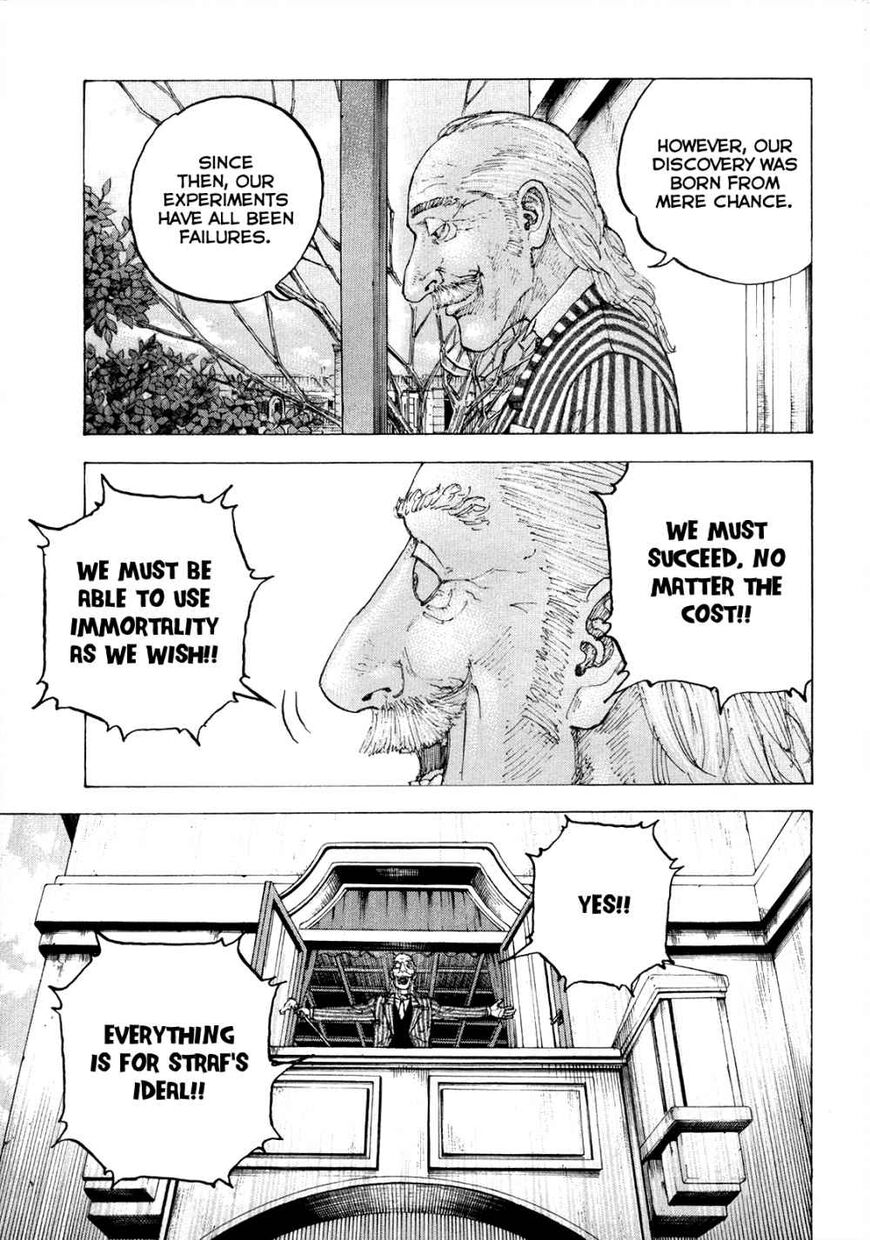 HOWEVER, OUR
DISCOVERY WAS
BORN FROM
MERE CHANCE.
SINCE
THEN, OUR
EXPERIMENTS
HAVE ALL BEEN
FAILURES.
WE MUST
SUCCEED, NO
MATTER THE
COST!!
WE MUST BE
ABLE TO USE
IMMORTALITY
AS WE WISH!!
YES!!
EVERYTHING
IS FOR STRAF'S
IDEAL!!